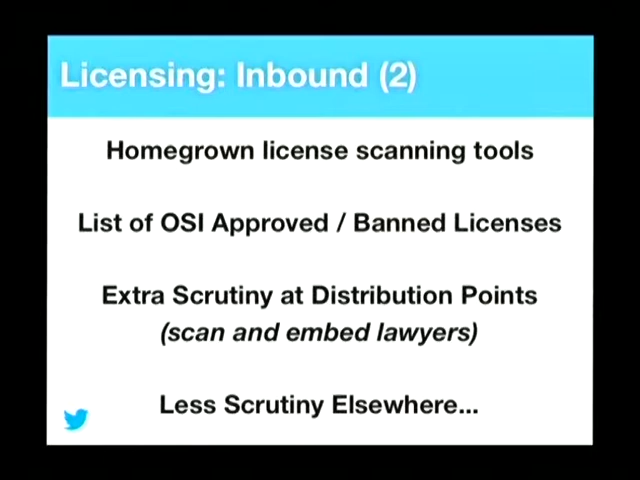 Licensing: Inbound (2)
Homegrown license scanning tools
List of OSI Approved / Banned Licenses
Extra Scrutiny at Distribution Points
(scan and embed lawyers)
Less Scrutiny Elsewhere...